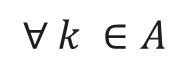 ∀ k ∈ A